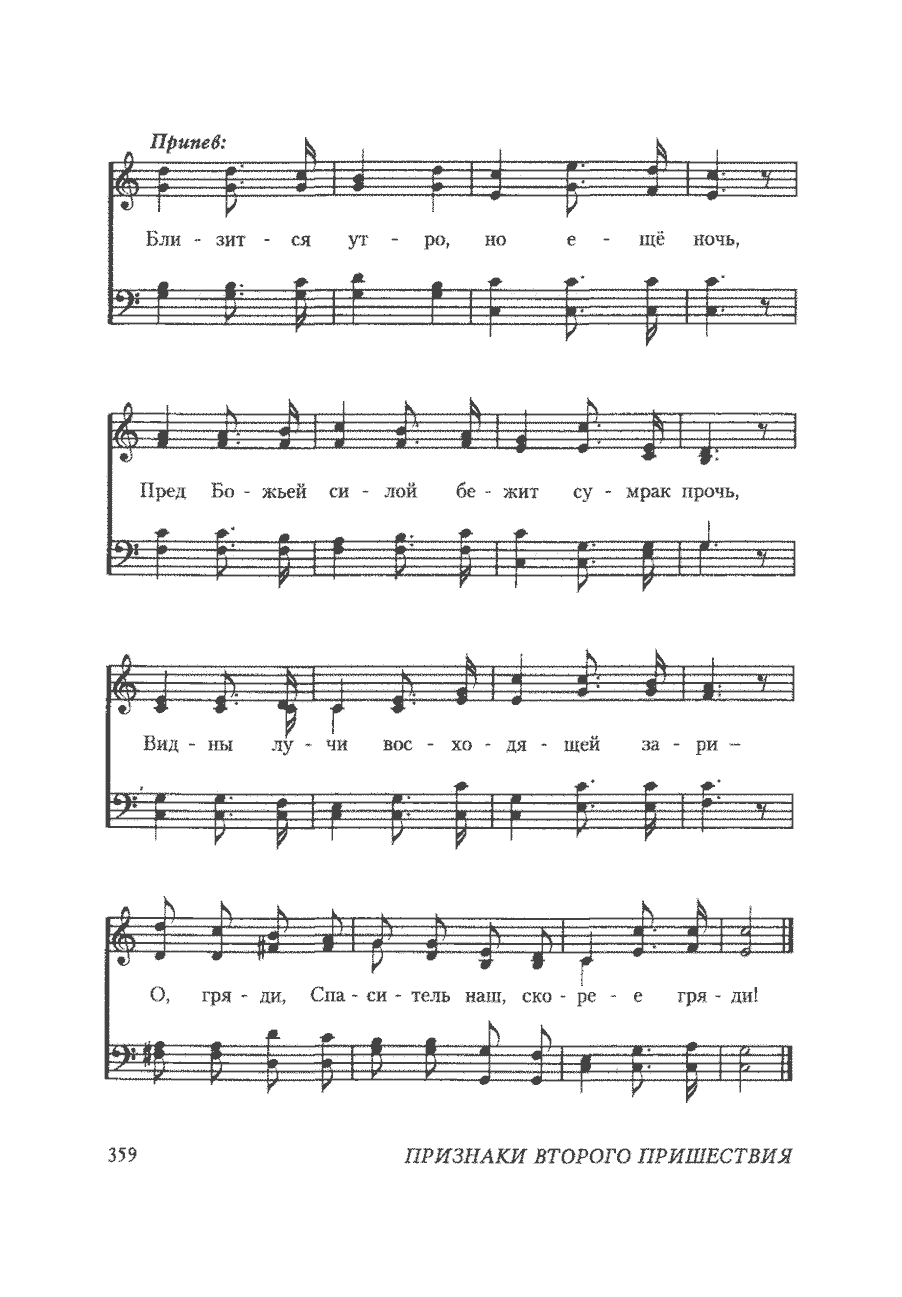 Припев:
Бли - зит - ся ут - ро, но е - щё ночь,
Пред Бо - жьей си - лой бе - жит су - мрак прочь,
Вид - ны лу - чи вос - хо - дя - щей за - ри –
О, гря - ди, Спа - си - тель наш, ско - ре - е гря - ди!
359 ПРИЗНАКИ ВТОРОГО ПРИШЕСТВИЯ